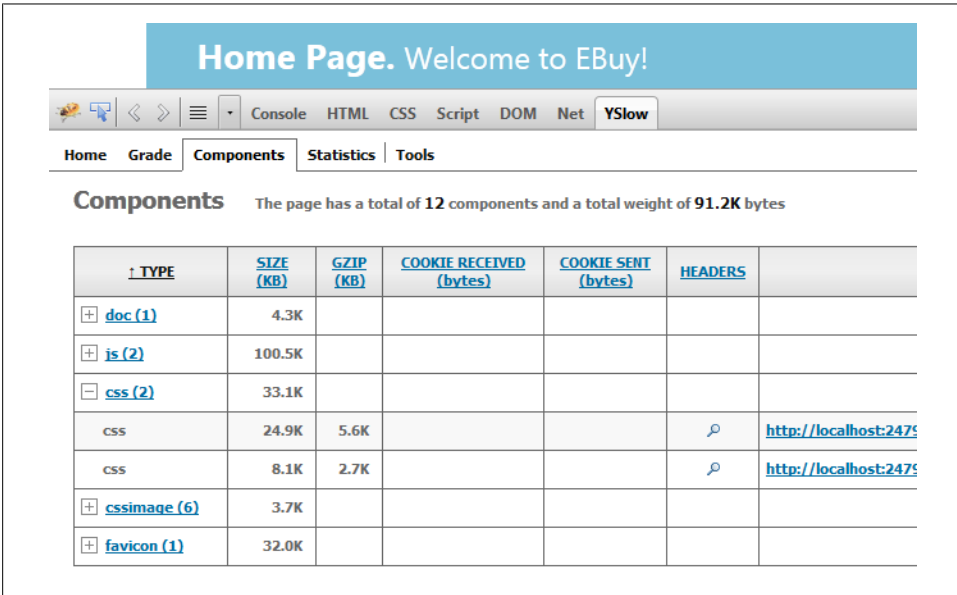 Home Page. Welcome to EBuy!
Console HTML CSS Script DOM Net YSlow
Home Grade Components Statistics Tools
Components The page has a total of 12 components and a total weight of 91.2K bytes
↑ TYPE SIZE (KB) GZIP (KB) COOKIE RECEIVED (bytes) COOKIE SENT (bytes) HEADERS
doc (1) 4.3K
js (2) 100.5K
css (2) 33.1K
css 24.9K 5.6K http://localhost:2479
css 8.1K 2.7K http://localhost:2479
cssimage (6) 3.7K
favicon (1) 32.0K